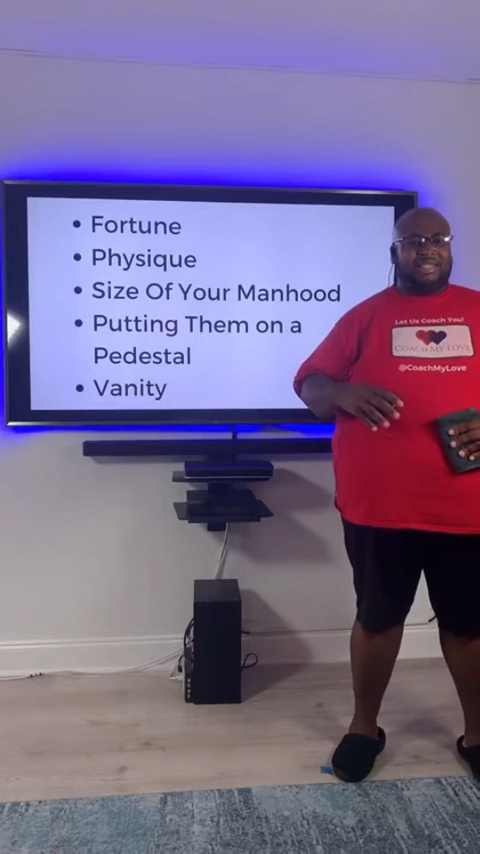 • Fortune
• Physique
• Size Of Your Manhood
• Putting Them on a
Pedestal
• Vanity
Let Us Coach You!
COACH MY LOVE
@CoachMyLove